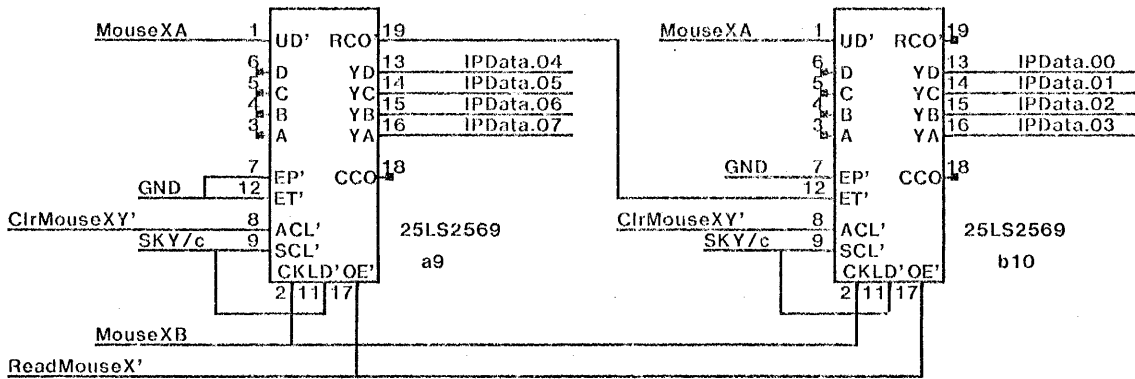 MouseXA 1 UD' RCO' 19 MouseXA 1 UD' RCO' 19
6 D YD 13 IPData.04 6 D YD 13 IPData.00
5 C YC 14 IPData.05 5 C YC 14 IPData.01
4 B YB 15 IPData.06 4 B YB 15 IPData.02
3 A YA 16 IPData.07 3 A YA 16 IPData.03
7 EP' CCO 18 GND 7 EP' CCO 18
GND 12 ET' 12 ET'
ClrMouseXY' 8 ACL' 25LS2569 ClrMouseXY' 8 ACL' 25LS2569
SKY/c 9 SCL' SKY/c 9 SCL'
a9 b10
CKLD'OE' CKLD'OE'
2 11 17 2 11 17
MouseXB
ReadMouseX'